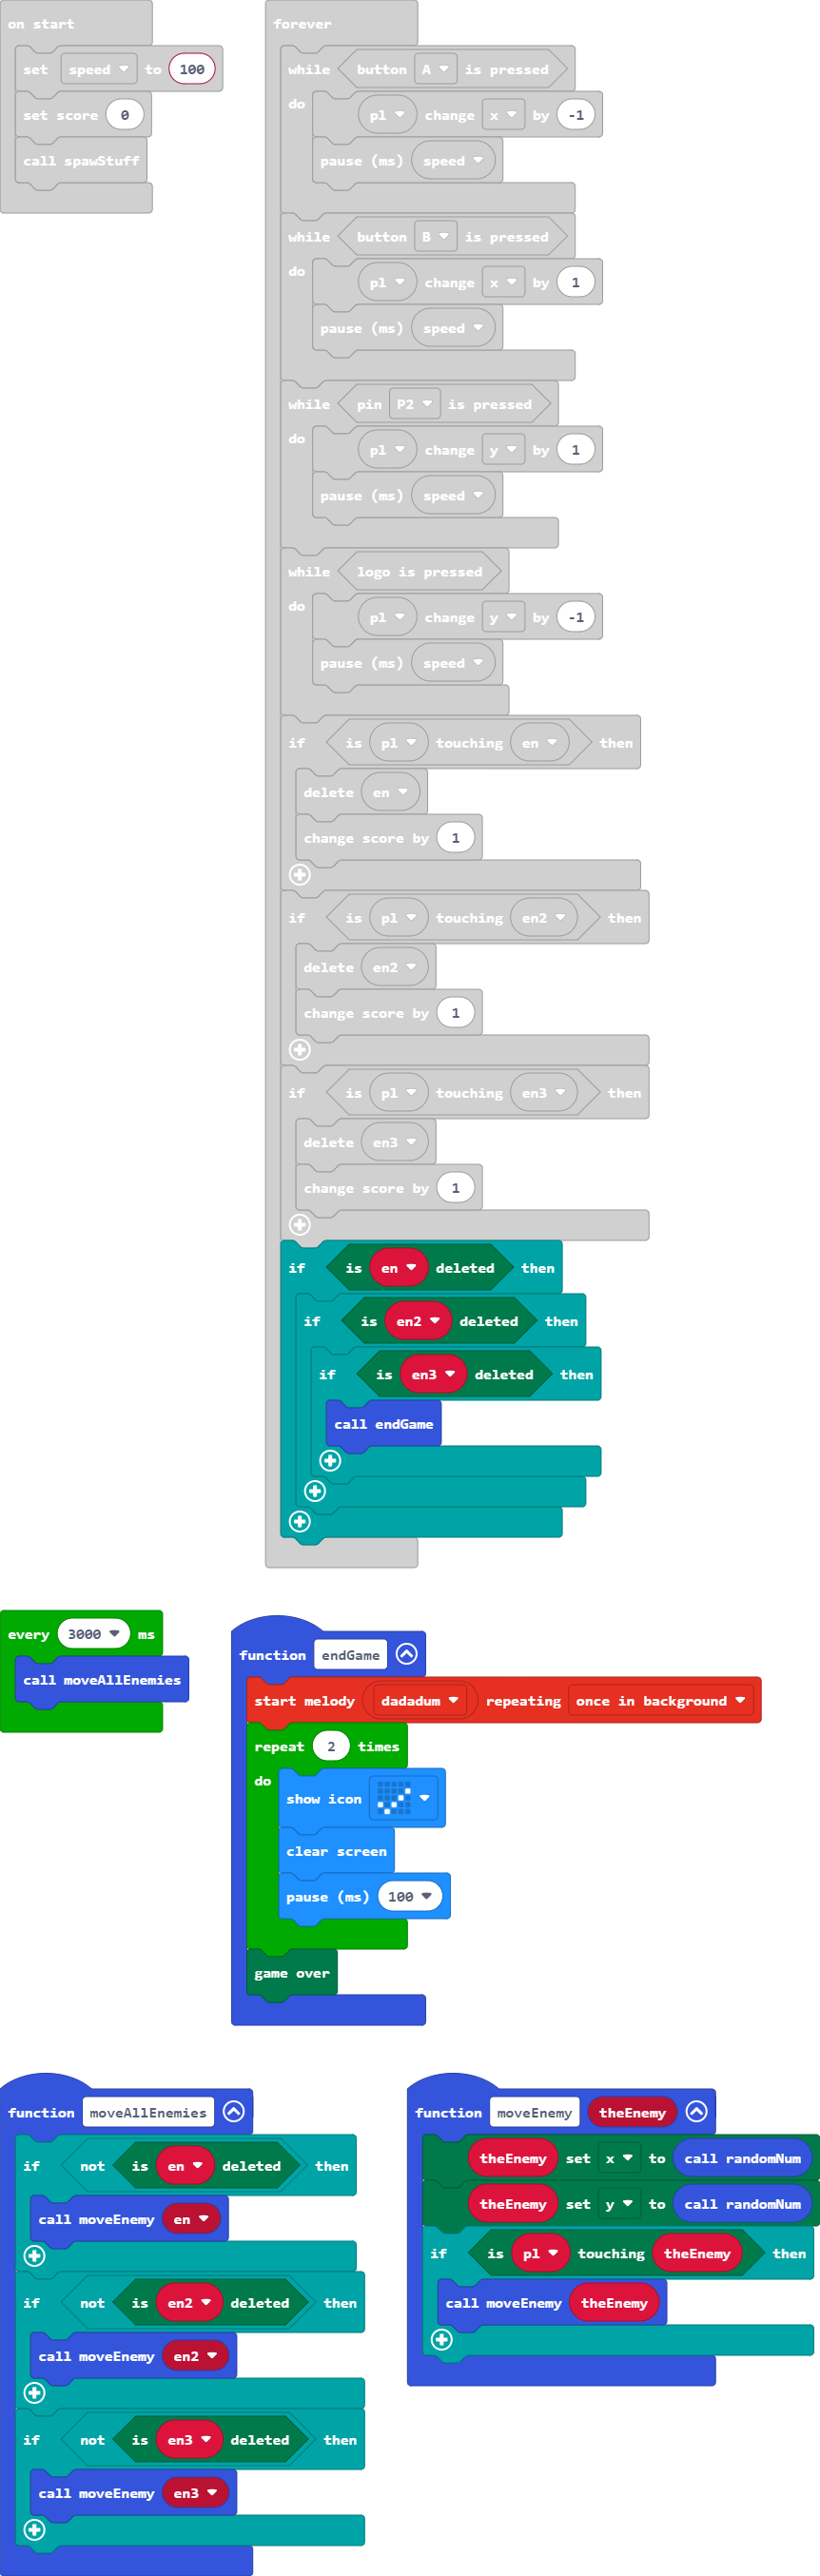 on start
set speed to 100
set score 0
call spawStuff
forever
while button A is pressed
do pl change x by -1
pause (ms) speed
while button B is pressed
do pl change x by 1
pause (ms) speed
while pin P2 is pressed
do pl change y by 1
pause (ms) speed
while logo is pressed
do pl change y by -1
pause (ms) speed
if is pl touching en then
delete en
change score by 1
if is pl touching en2 then
delete en2
change score by 1
if is pl touching en3 then
delete en3
change score by 1
if is en deleted then
if is en2 deleted then
if is en3 deleted then
call endGame
every 3000 ms
call moveAllEnemies
function endGame
start melody dadadum repeating once in background
repeat 2 times
do show icon
clear screen
pause (ms) 100
game over
function moveAllEnemies
if not is en deleted then
call moveEnemy en
if not is en2 deleted then
call moveEnemy en2
if not is en3 deleted then
call moveEnemy en3
function moveEnemy theEnemy
theEnemy set x to call randomNum
theEnemy set y to call randomNum
if is pl touching theEnemy then
call moveEnemy theEnemy